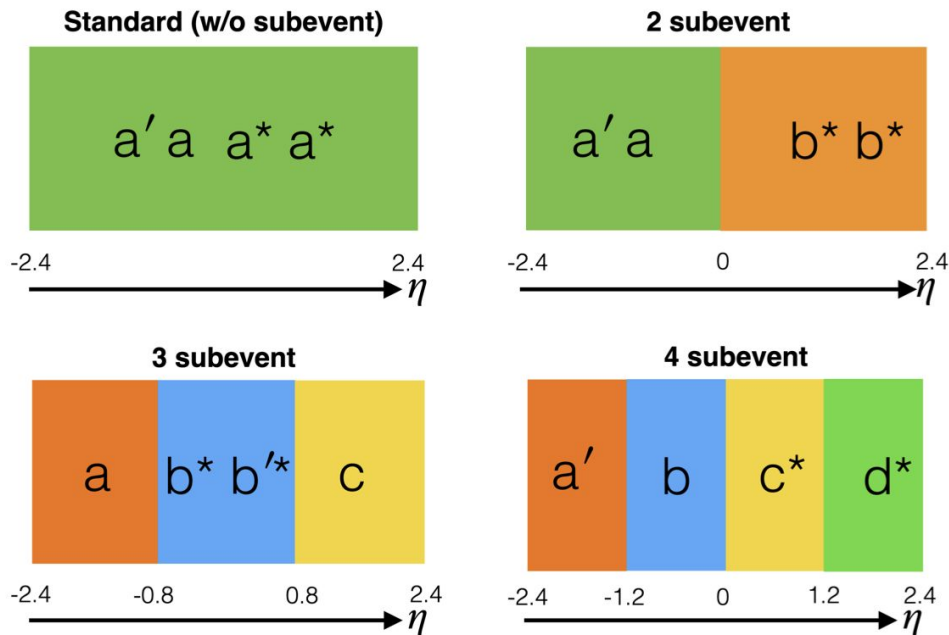 Standard (w/o subevent)
a′ a a* a*
-2.4 2.4
η
2 subevent
a′ a b* b*
-2.4 0 2.4
η
3 subevent
a b* b′* c
-2.4 -0.8 0.8 2.4
η
4 subevent
a′ b c* d*
-2.4 -1.2 0 1.2 2.4
η